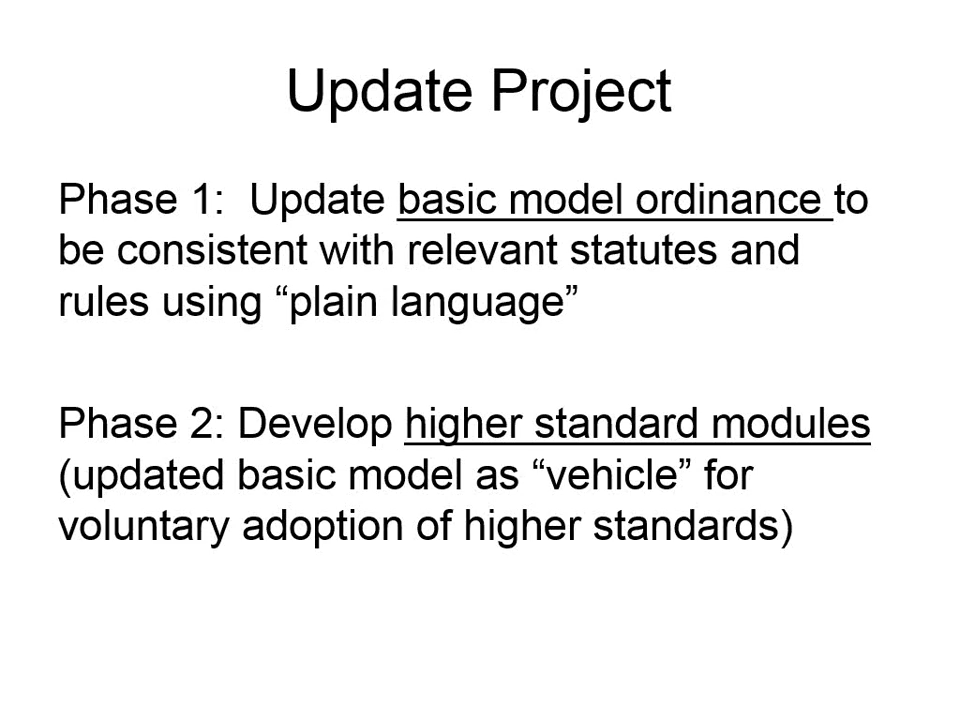 Update Project
Phase 1:  Update basic model ordinance to
be consistent with relevant statutes and
rules using “plain language”
Phase 2: Develop higher standard modules
(updated basic model as “vehicle” for
voluntary adoption of higher standards)